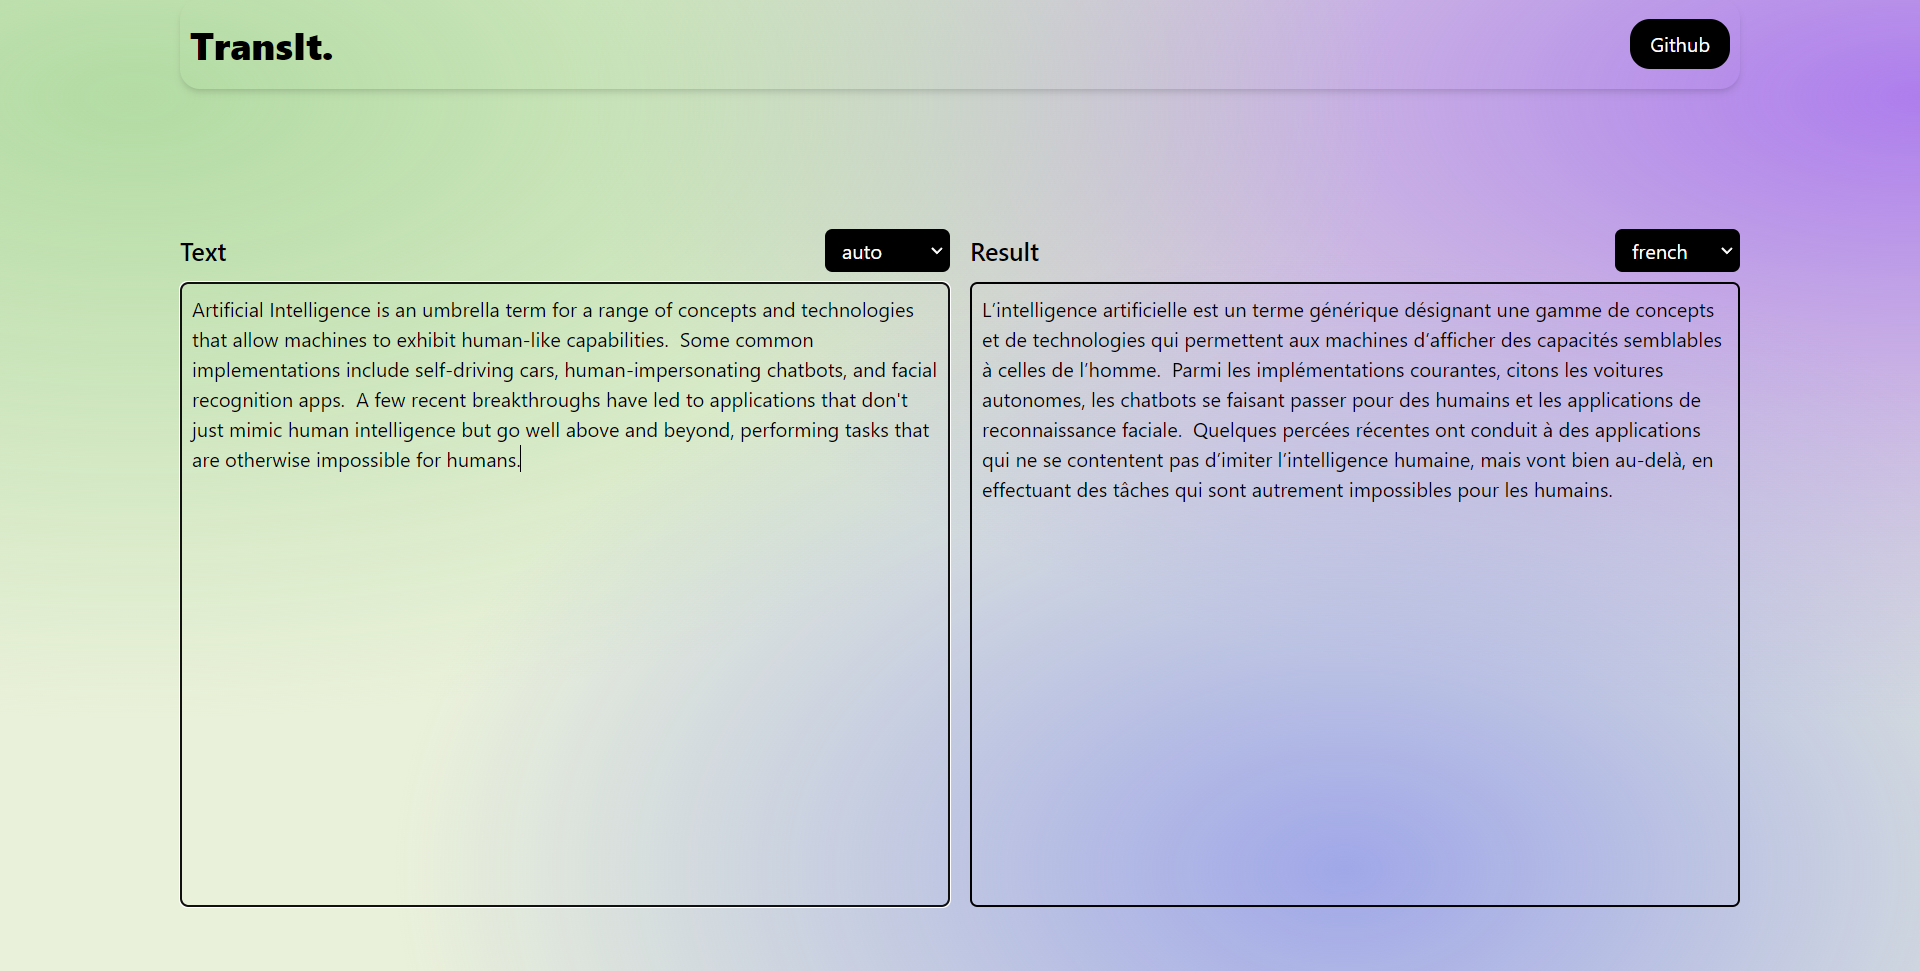 TransIt.
Github
Text
auto
Result
french
Artificial Intelligence is an umbrella term for a range of concepts and technologies
that allow machines to exhibit human-like capabilities.  Some common
implementations include self-driving cars, human-impersonating chatbots, and facial
recognition apps.  A few recent breakthroughs have led to applications that don't
just mimic human intelligence but go well above and beyond, performing tasks that
are otherwise impossible for humans.
L’intelligence artificielle est un terme générique désignant une gamme de concepts
et de technologies qui permettent aux machines d’afficher des capacités semblables
à celles de l’homme.  Parmi les implémentations courantes, citons les voitures
autonomes, les chatbots se faisant passer pour des humains et les applications de
reconnaissance faciale.  Quelques percées récentes ont conduit à des applications
qui ne se contentent pas d’imiter l’intelligence humaine, mais vont bien au-delà, en
effectuant des tâches qui sont autrement impossibles pour les humains.